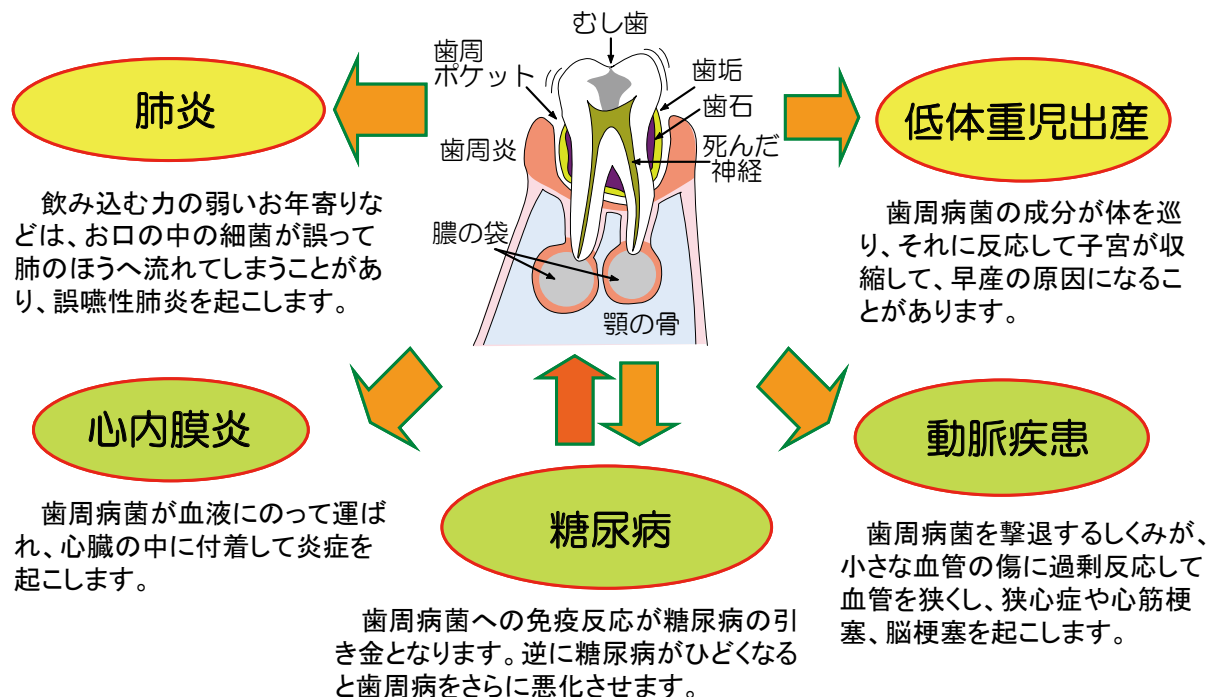 むし歯
歯周
ポケット
歯垢
歯石
歯周炎
死んだ
神経
膿の袋
顎の骨
肺炎
飲み込む力の弱いお年寄りな
どは、お口の中の細菌が誤って
肺のほうへ流れてしまうことがあ
り、誤嚥性肺炎を起こします。
低体重児出産
歯周病菌の成分が体を巡
り、それに反応して子宮が収
縮して、早産の原因になるこ
とがあります。
心内膜炎
歯周病菌が血液にのって運ば
れ、心臓の中に付着して炎症を
起こします。
糖尿病
歯周病菌への免疫反応が糖尿病の引
き金となります。逆に糖尿病がひどくなる
と歯周病をさらに悪化させます。
動脈疾患
歯周病菌を撃退するしくみが、
小さな血管の傷に過剰反応して
血管を狭くし、狭心症や心筋梗
塞、脳梗塞を起こします。